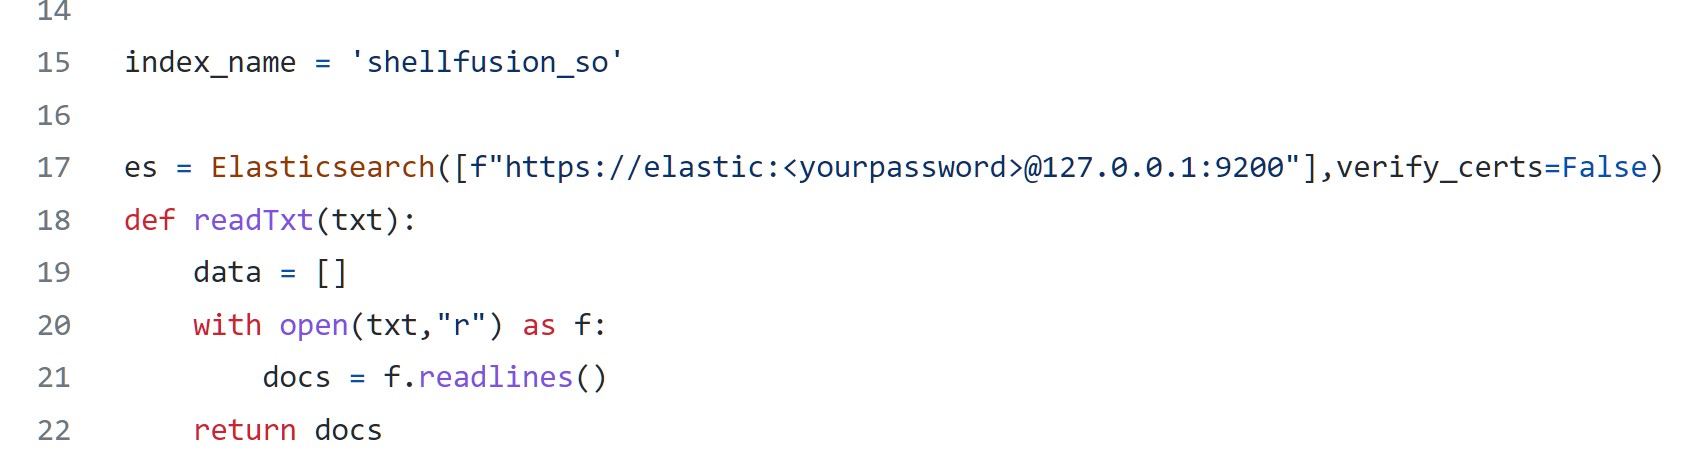 14
15 index_name = 'shellfusion_so'
16
17 es = Elasticsearch([f"https://elastic:<yourpassword>@127.0.0.1:9200"],verify_certs=False)
18 def readTxt(txt):
19     data = []
20     with open(txt,"r") as f:
21         docs = f.readlines()
22     return docs